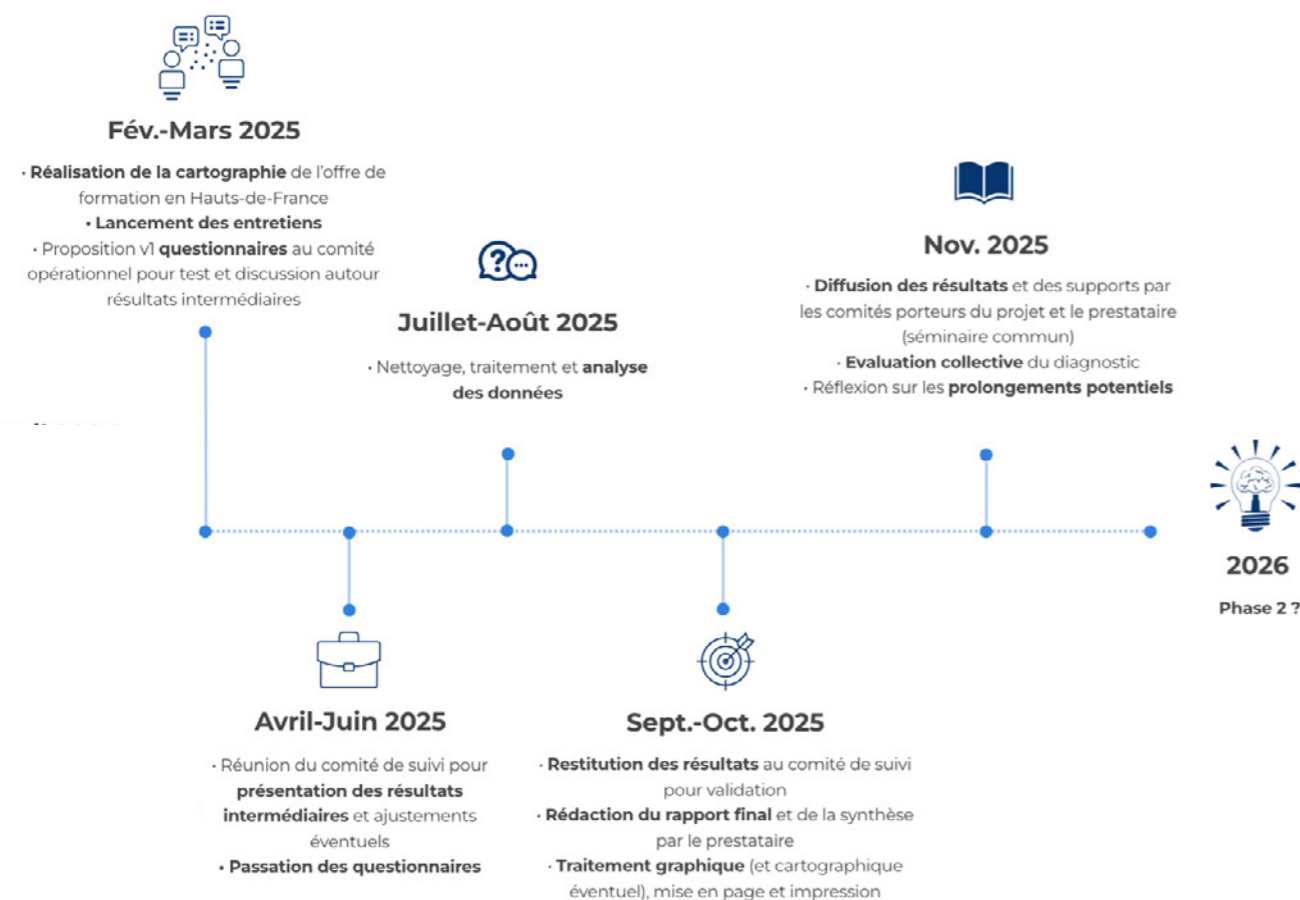 Fév.-Mars 2025
· Réalisation de la cartographie de l'offre de
formation en Hauts-de-France
• Lancement des entretiens
· Proposition v1 questionnaires au comité
opérationnel pour test et discussion autour
résultats intermédiaires
Juillet-Août 2025
· Nettoyage, traitement et analyse
des données
Nov. 2025
· Diffusion des résultats et des supports par
les comités porteurs du projet et le prestataire
(séminaire commun)
· Evaluation collective du diagnostic
· Réflexion sur les prolongements potentiels
2026
Phase 2 ?
Avril-Juin 2025
· Réunion du comité de suivi pour
présentation des résultats
intermédiaires et ajustements
éventuels
• Passation des questionnaires
Sept.-Oct. 2025
· Restitution des résultats au comité de suivi
pour validation
· Rédaction du rapport final et de la synthèse
par le prestataire
· Traitement graphique (et cartographique
éventuel), mise en page et impression